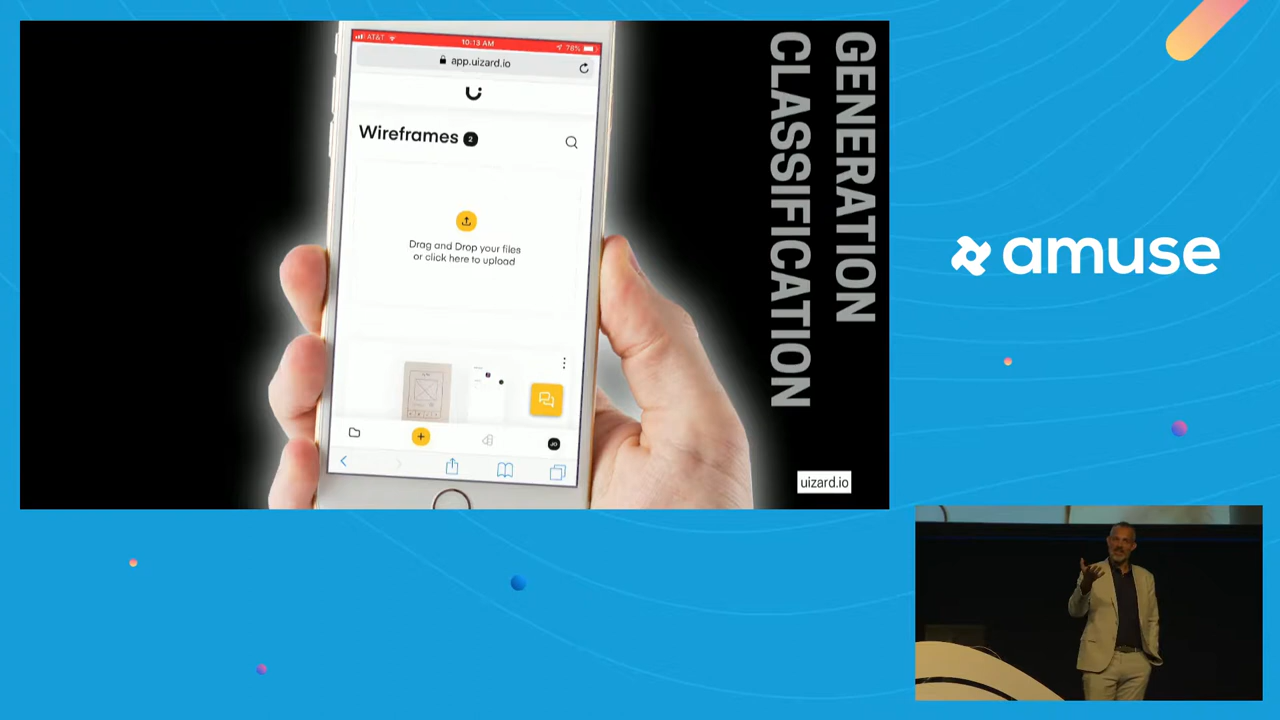 AT&T
10:13 AM
78%
app.uizard.io
Wireframes 2
Drag and Drop your files
or click here to upload
JO
GENERATION
CLASSIFICATION
uizard.io
amuse